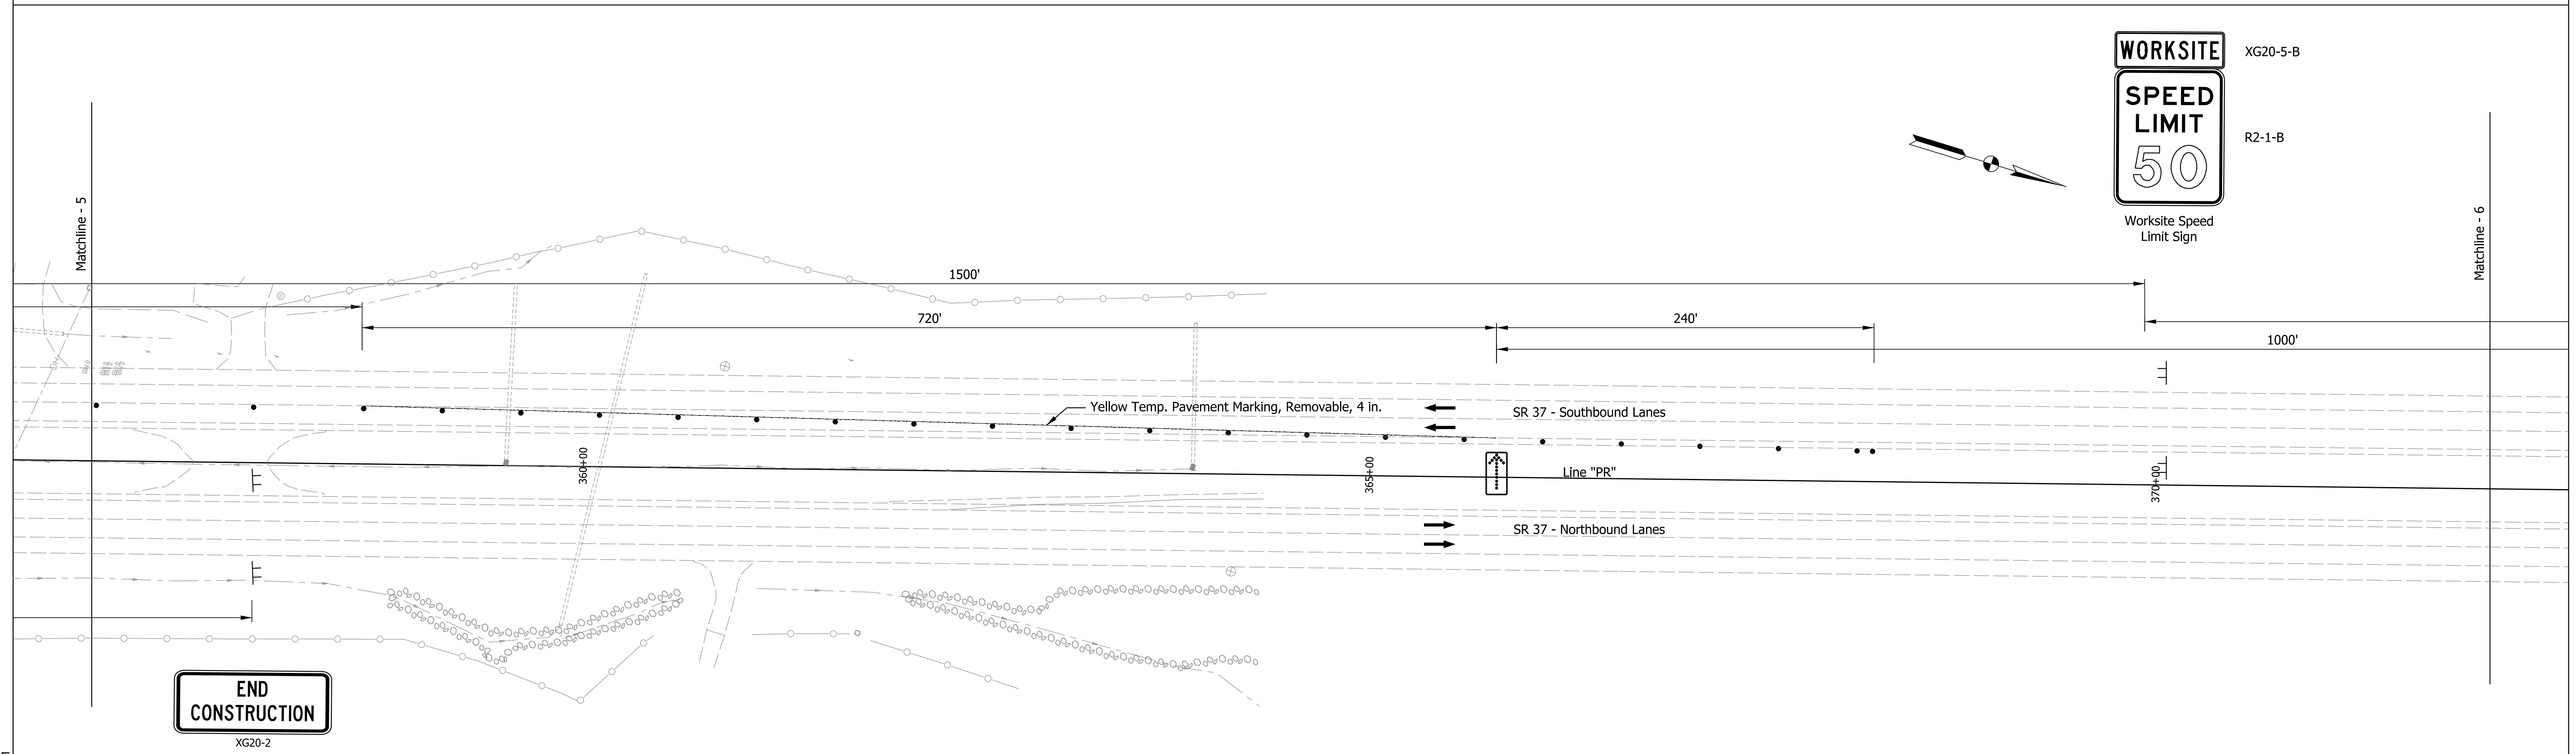 WORKSITE
XG20-5-B
SPEED
LIMIT
50
R2-1-B
Worksite Speed
Limit Sign
Matchline - 5
Matchline - 6
1500'
720'
240'
1000'
Yellow Temp. Pavement Marking, Removable, 4 in.
SR 37 - Southbound Lanes
360+00
365+00
Line "PR"
370+00
SR 37 - Northbound Lanes
END
CONSTRUCTION
XG20-2